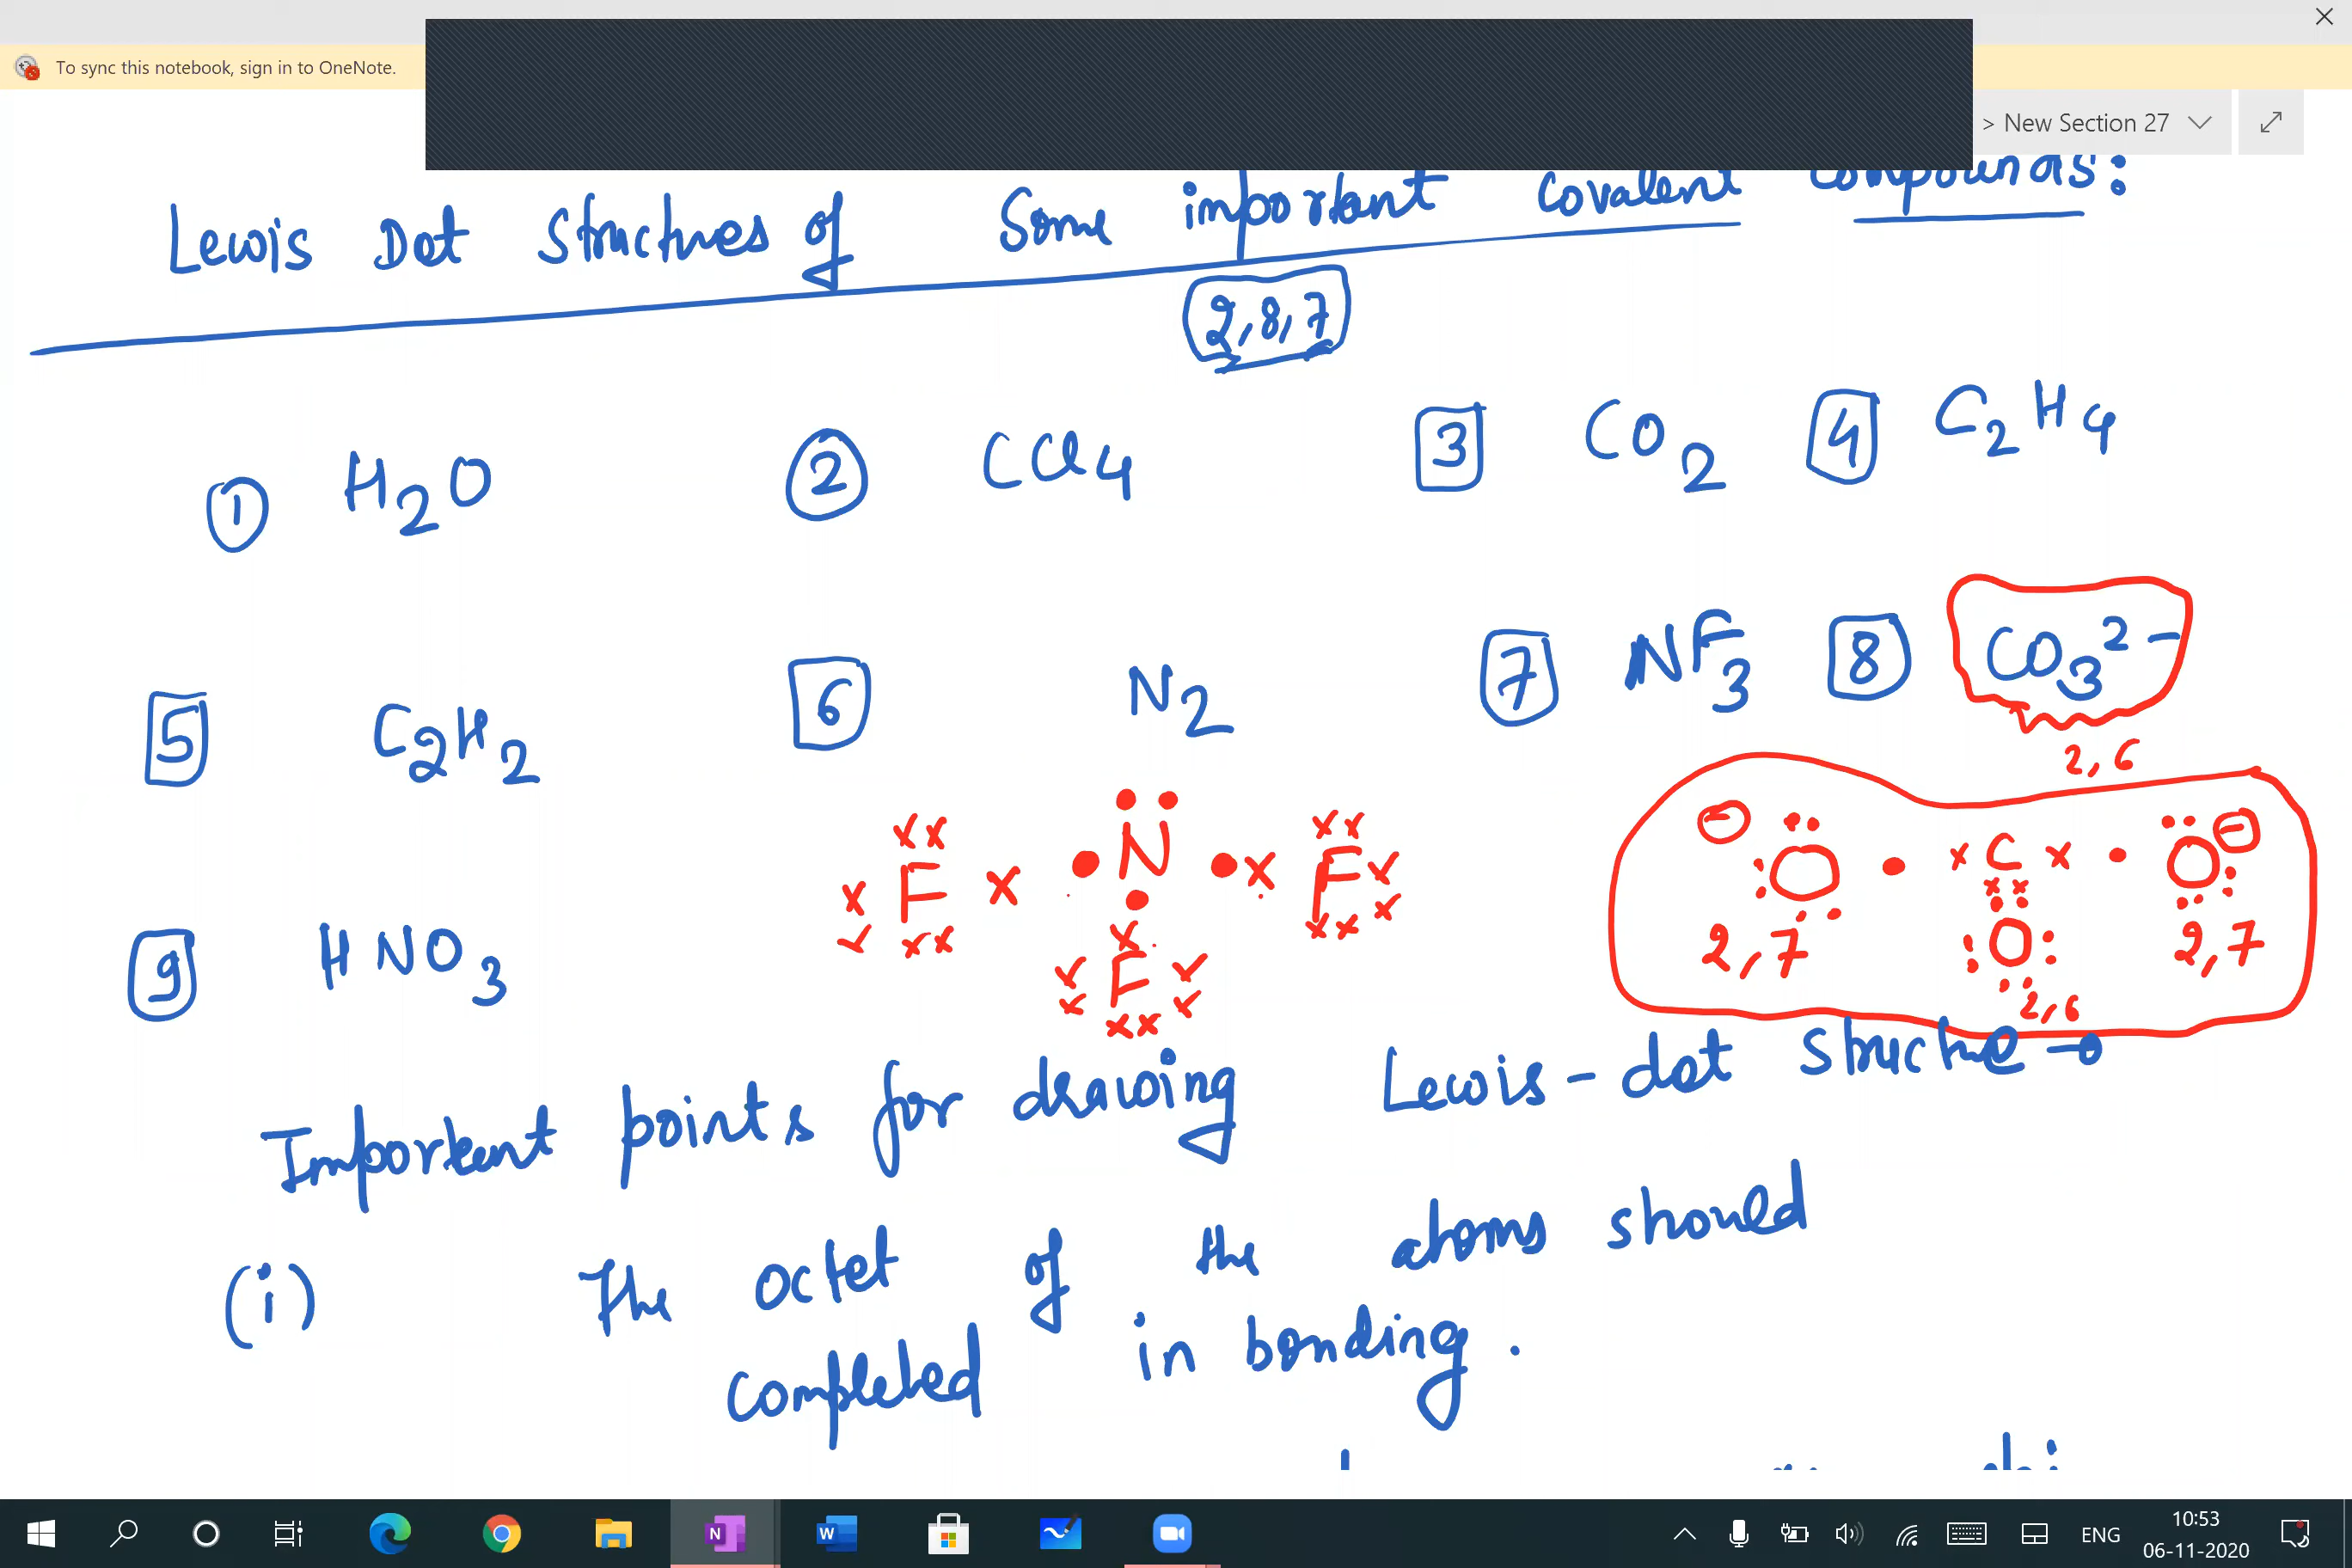 To sync this notebook, sign in to OneNote.
> New Section 27
Lewis Dot Structures of Some important Covalent Compounds:
2,8,7
① H₂O ② CCl₄ 3 CO₂ 4 C₂H₄
5 C₂H₂ 6 N₂ 7 NF₃ 8 CO₃²⁻
2,6
F x • N • x F
O • x C x • O
9 HNO₃
F
2,7 O 2,7
2,6
Important points for drawing Lewis-dot structure
(i) The octet of the atoms should
completed in bonding.
ENG
10:53
06-11-2020